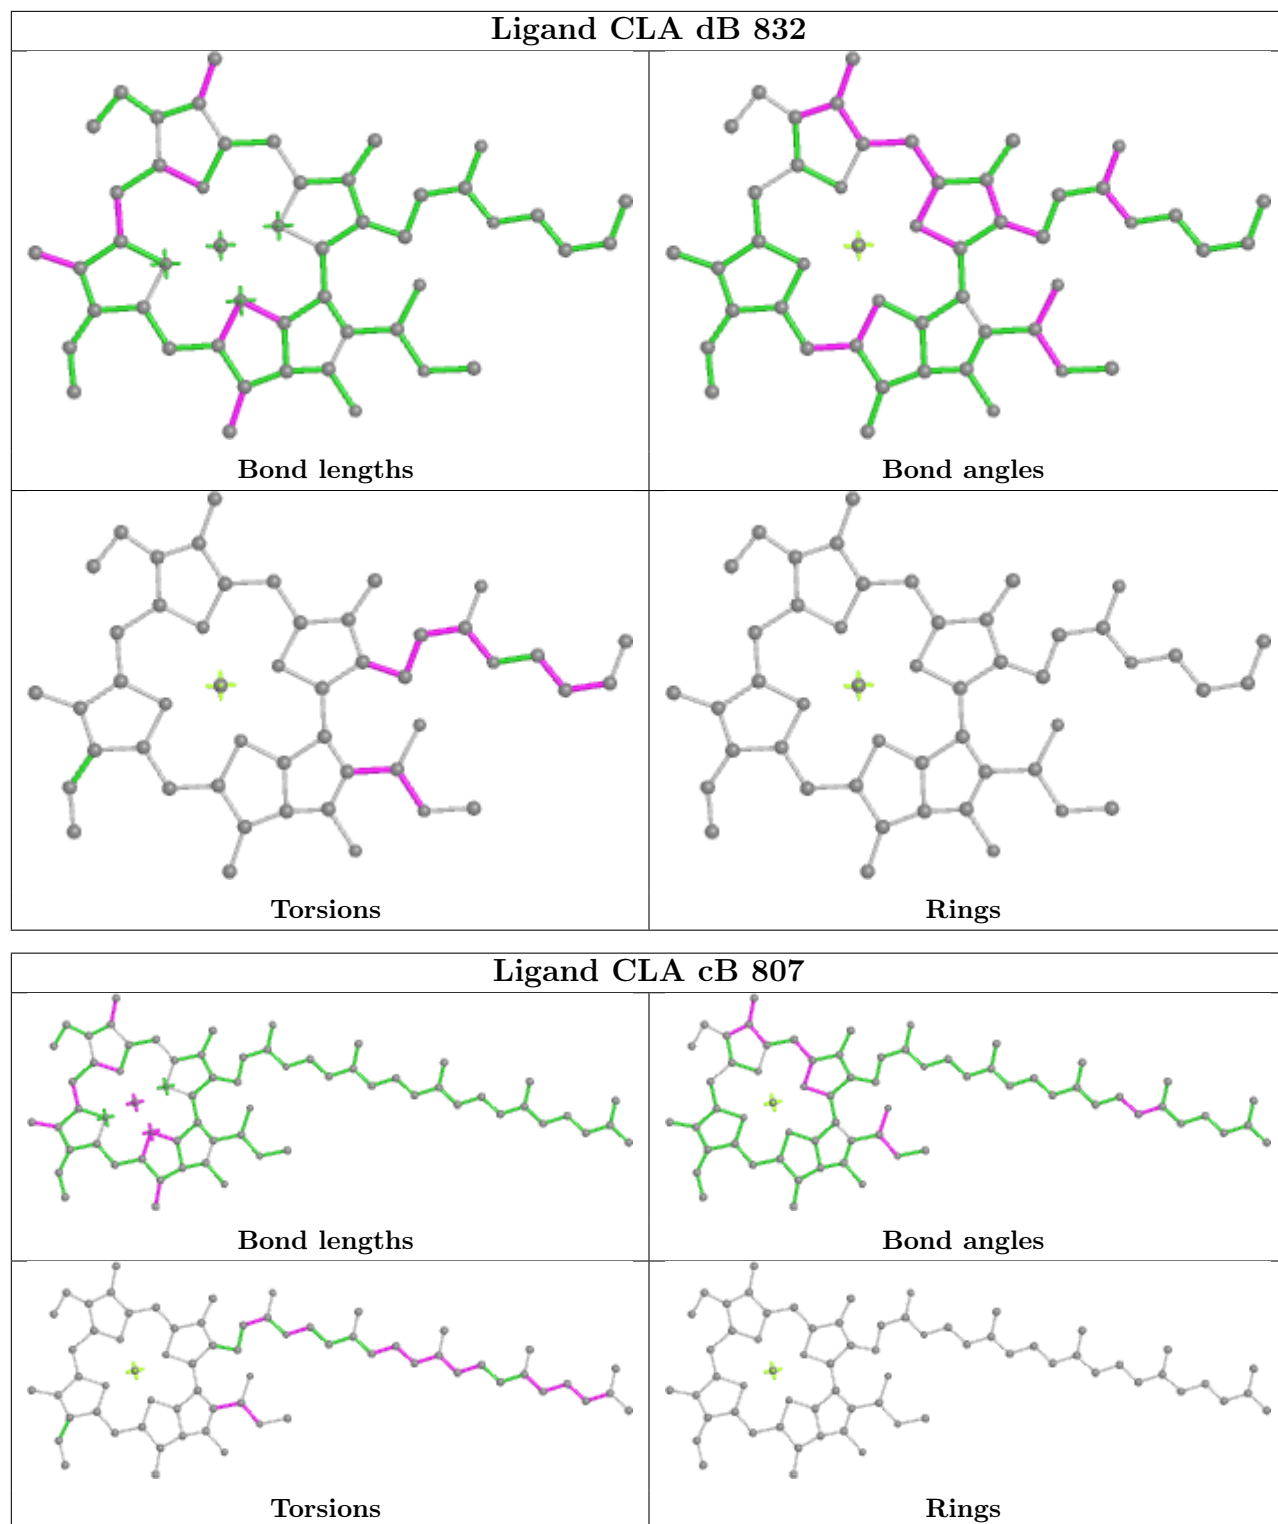 Ligand CLA dB 832
Bond lengths
Bond angles
Torsions
Rings
Ligand CLA cB 807
Bond lengths
Bond angles
Torsions
Rings